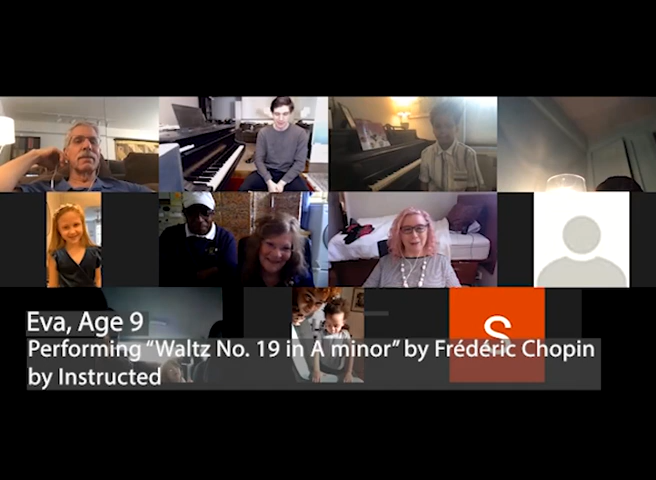 S
Eva, Age 9
Performing “Waltz No. 19 in A minor” by Frédéric Chopin
by Instructed